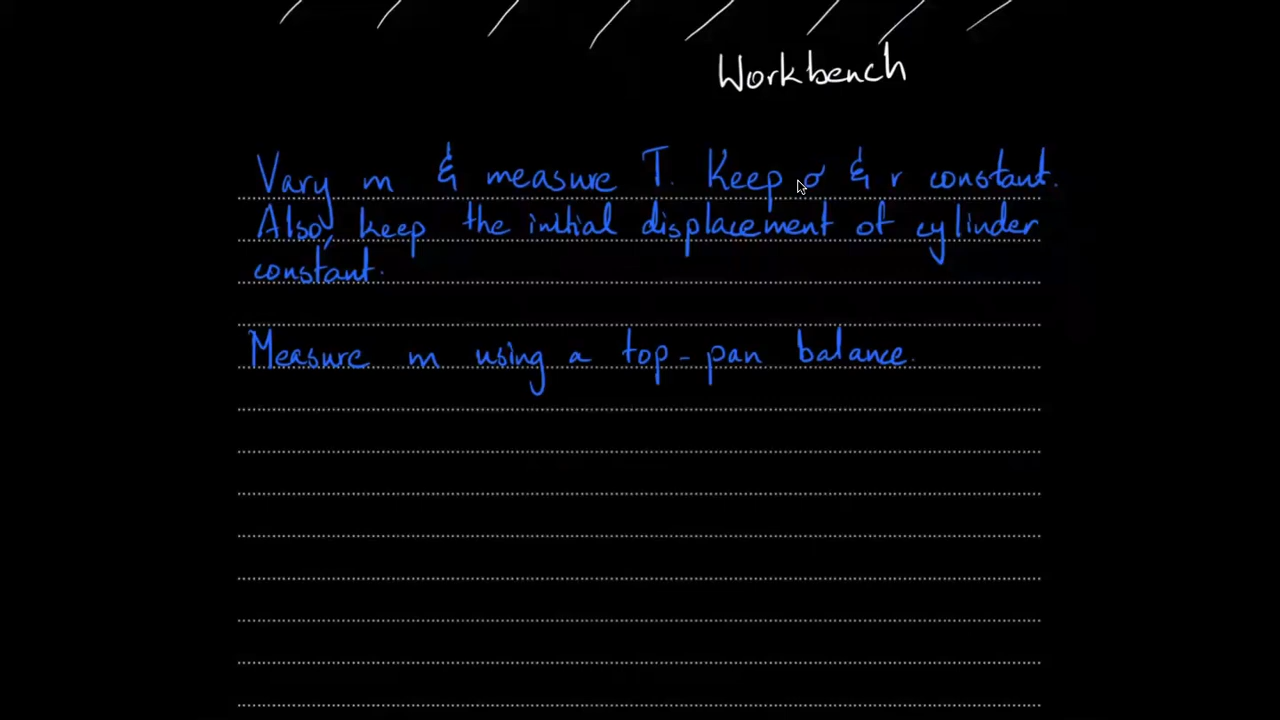 Workbench
Vary m & measure T. Keep σ & r constant.
Also, keep the initial displacement of cylinder
constant.
Measure m using a top-pan balance.